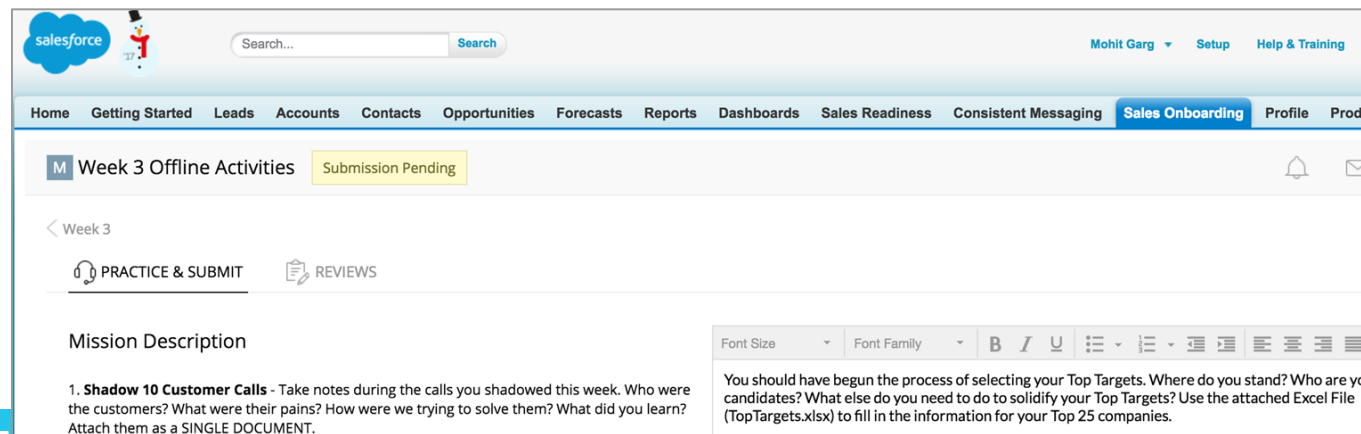 salesforce
'17
Search... Search
Mohit Garg Setup Help & Training
Home Getting Started Leads Accounts Contacts Opportunities Forecasts Reports Dashboards Sales Readiness Consistent Messaging Sales Onboarding Profile Prod
M Week 3 Offline Activities Submission Pending
Week 3
PRACTICE & SUBMIT REVIEWS
Mission Description
1. Shadow 10 Customer Calls - Take notes during the calls you shadowed this week. Who were
the customers? What were their pains? How were we trying to solve them? What did you learn?
Attach them as a SINGLE DOCUMENT.
Font Size Font Family B I U
You should have begun the process of selecting your Top Targets. Where do you stand? Who are yo
candidates? What else do you need to do to solidify your Top Targets? Use the attached Excel File
(TopTargets.xlsx) to fill in the information for your Top 25 companies.